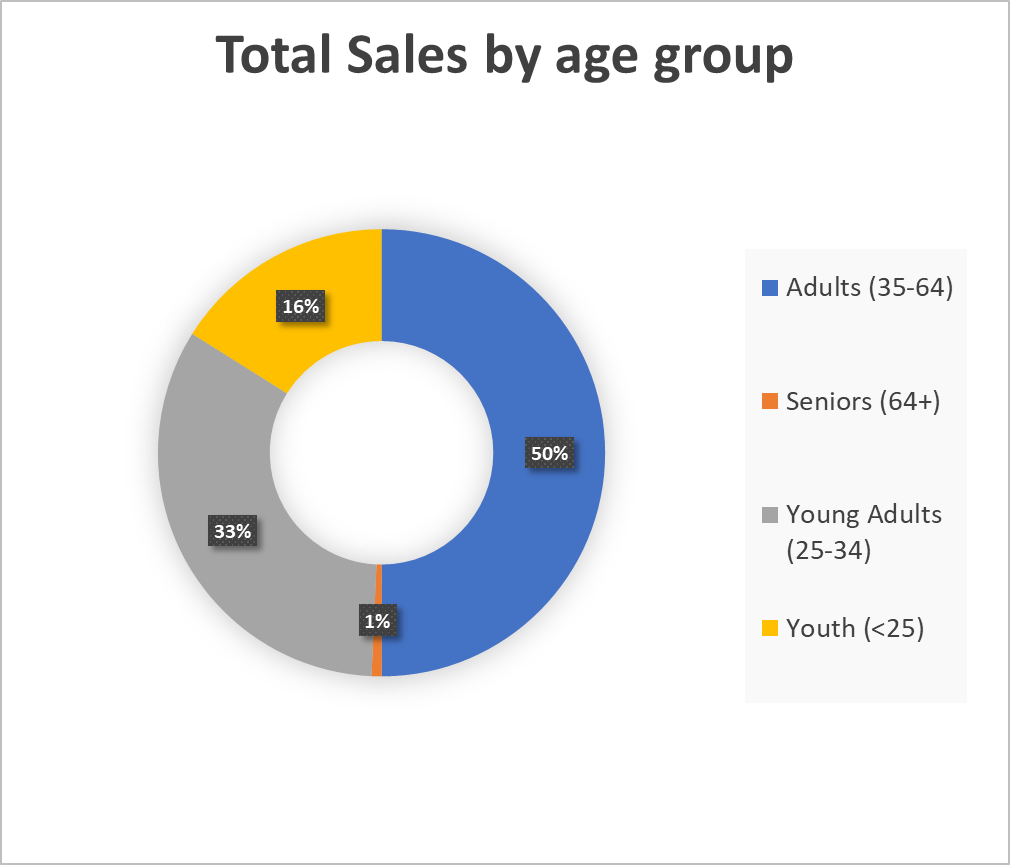 Total Sales by age group
16%
50%
33%
1%
Adults (35-64)
Seniors (64+)
Young Adults
(25-34)
Youth (<25)